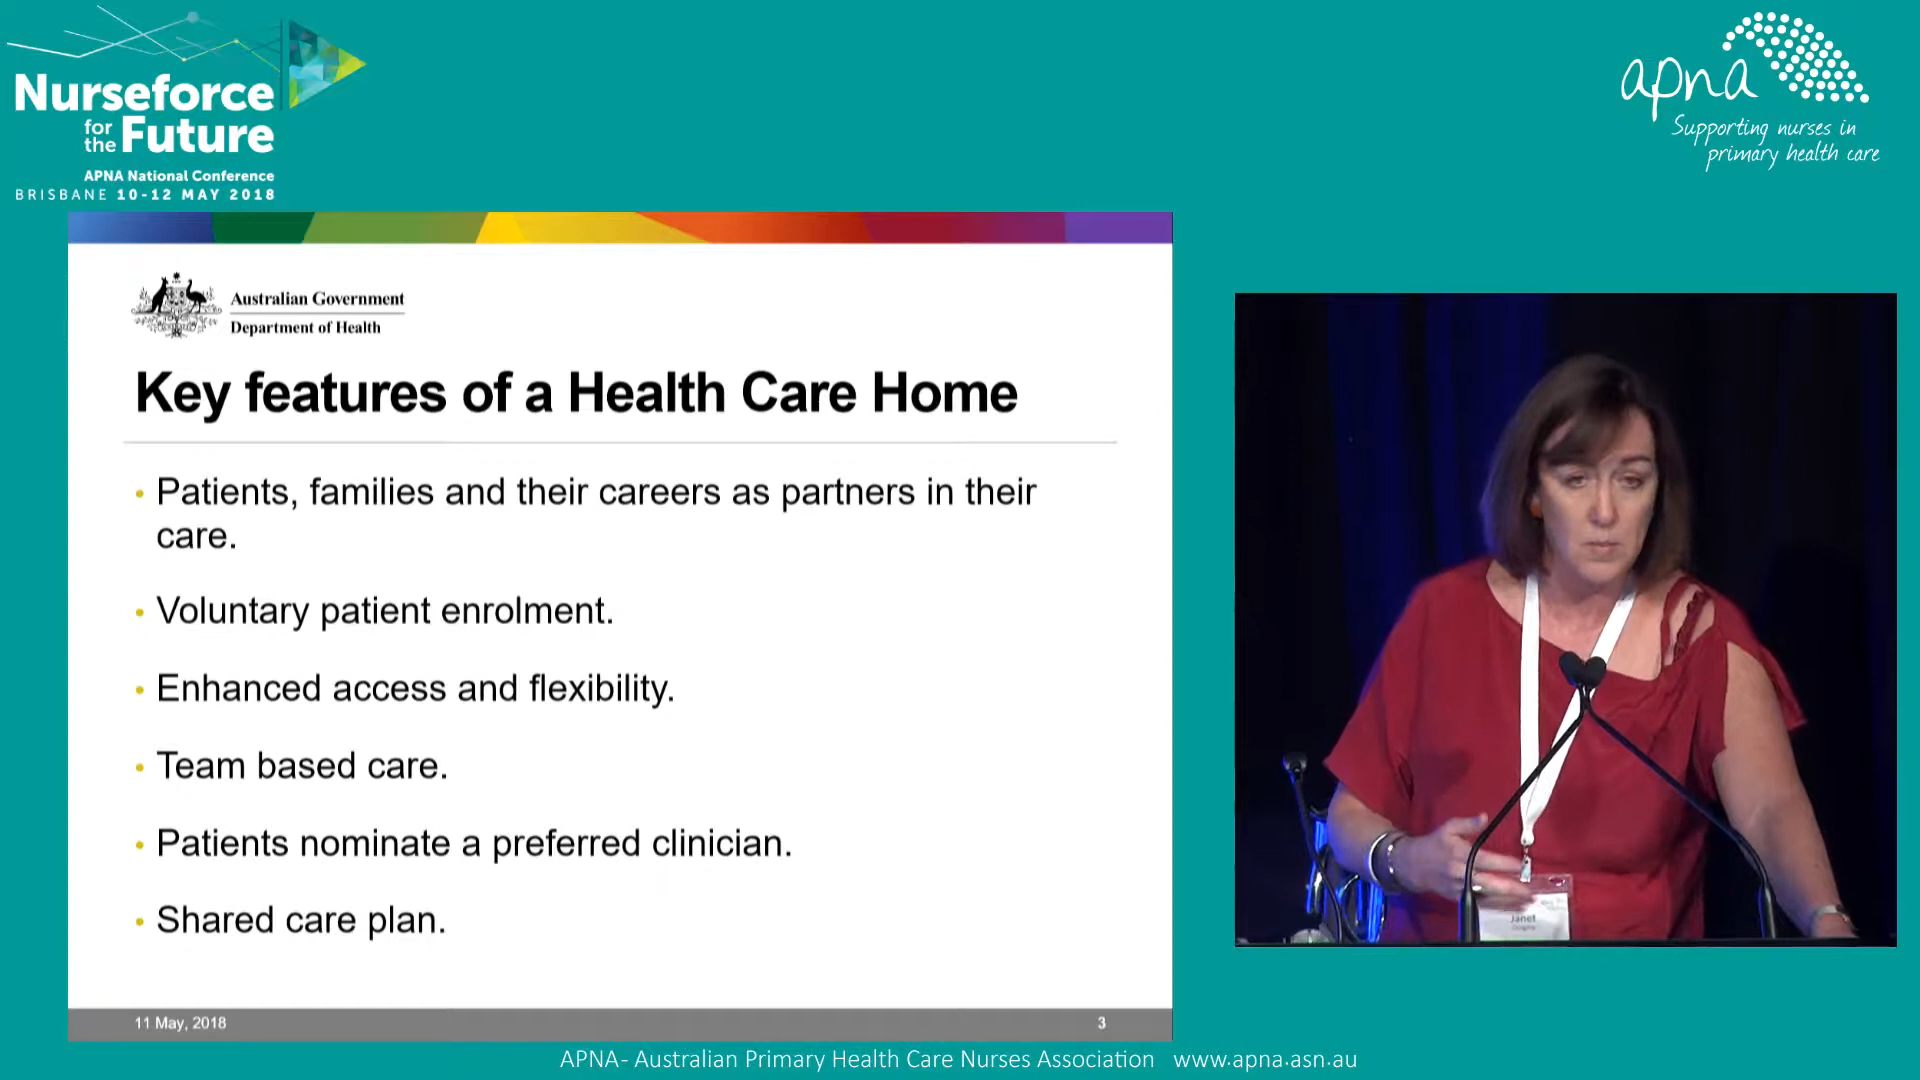 Nurseforce
for the Future
APNA National Conference
BRISBANE 10-12 MAY 2018
apna
Supporting nurses in
primary health care
Australian Government
Department of Health
Key features of a Health Care Home
• Patients, families and their careers as partners in their
care.
• Voluntary patient enrolment.
• Enhanced access and flexibility.
• Team based care.
• Patients nominate a preferred clinician.
• Shared care plan.
11 May, 2018
3
Janet
APNA- Australian Primary Health Care Nurses Association www.apna.asn.au